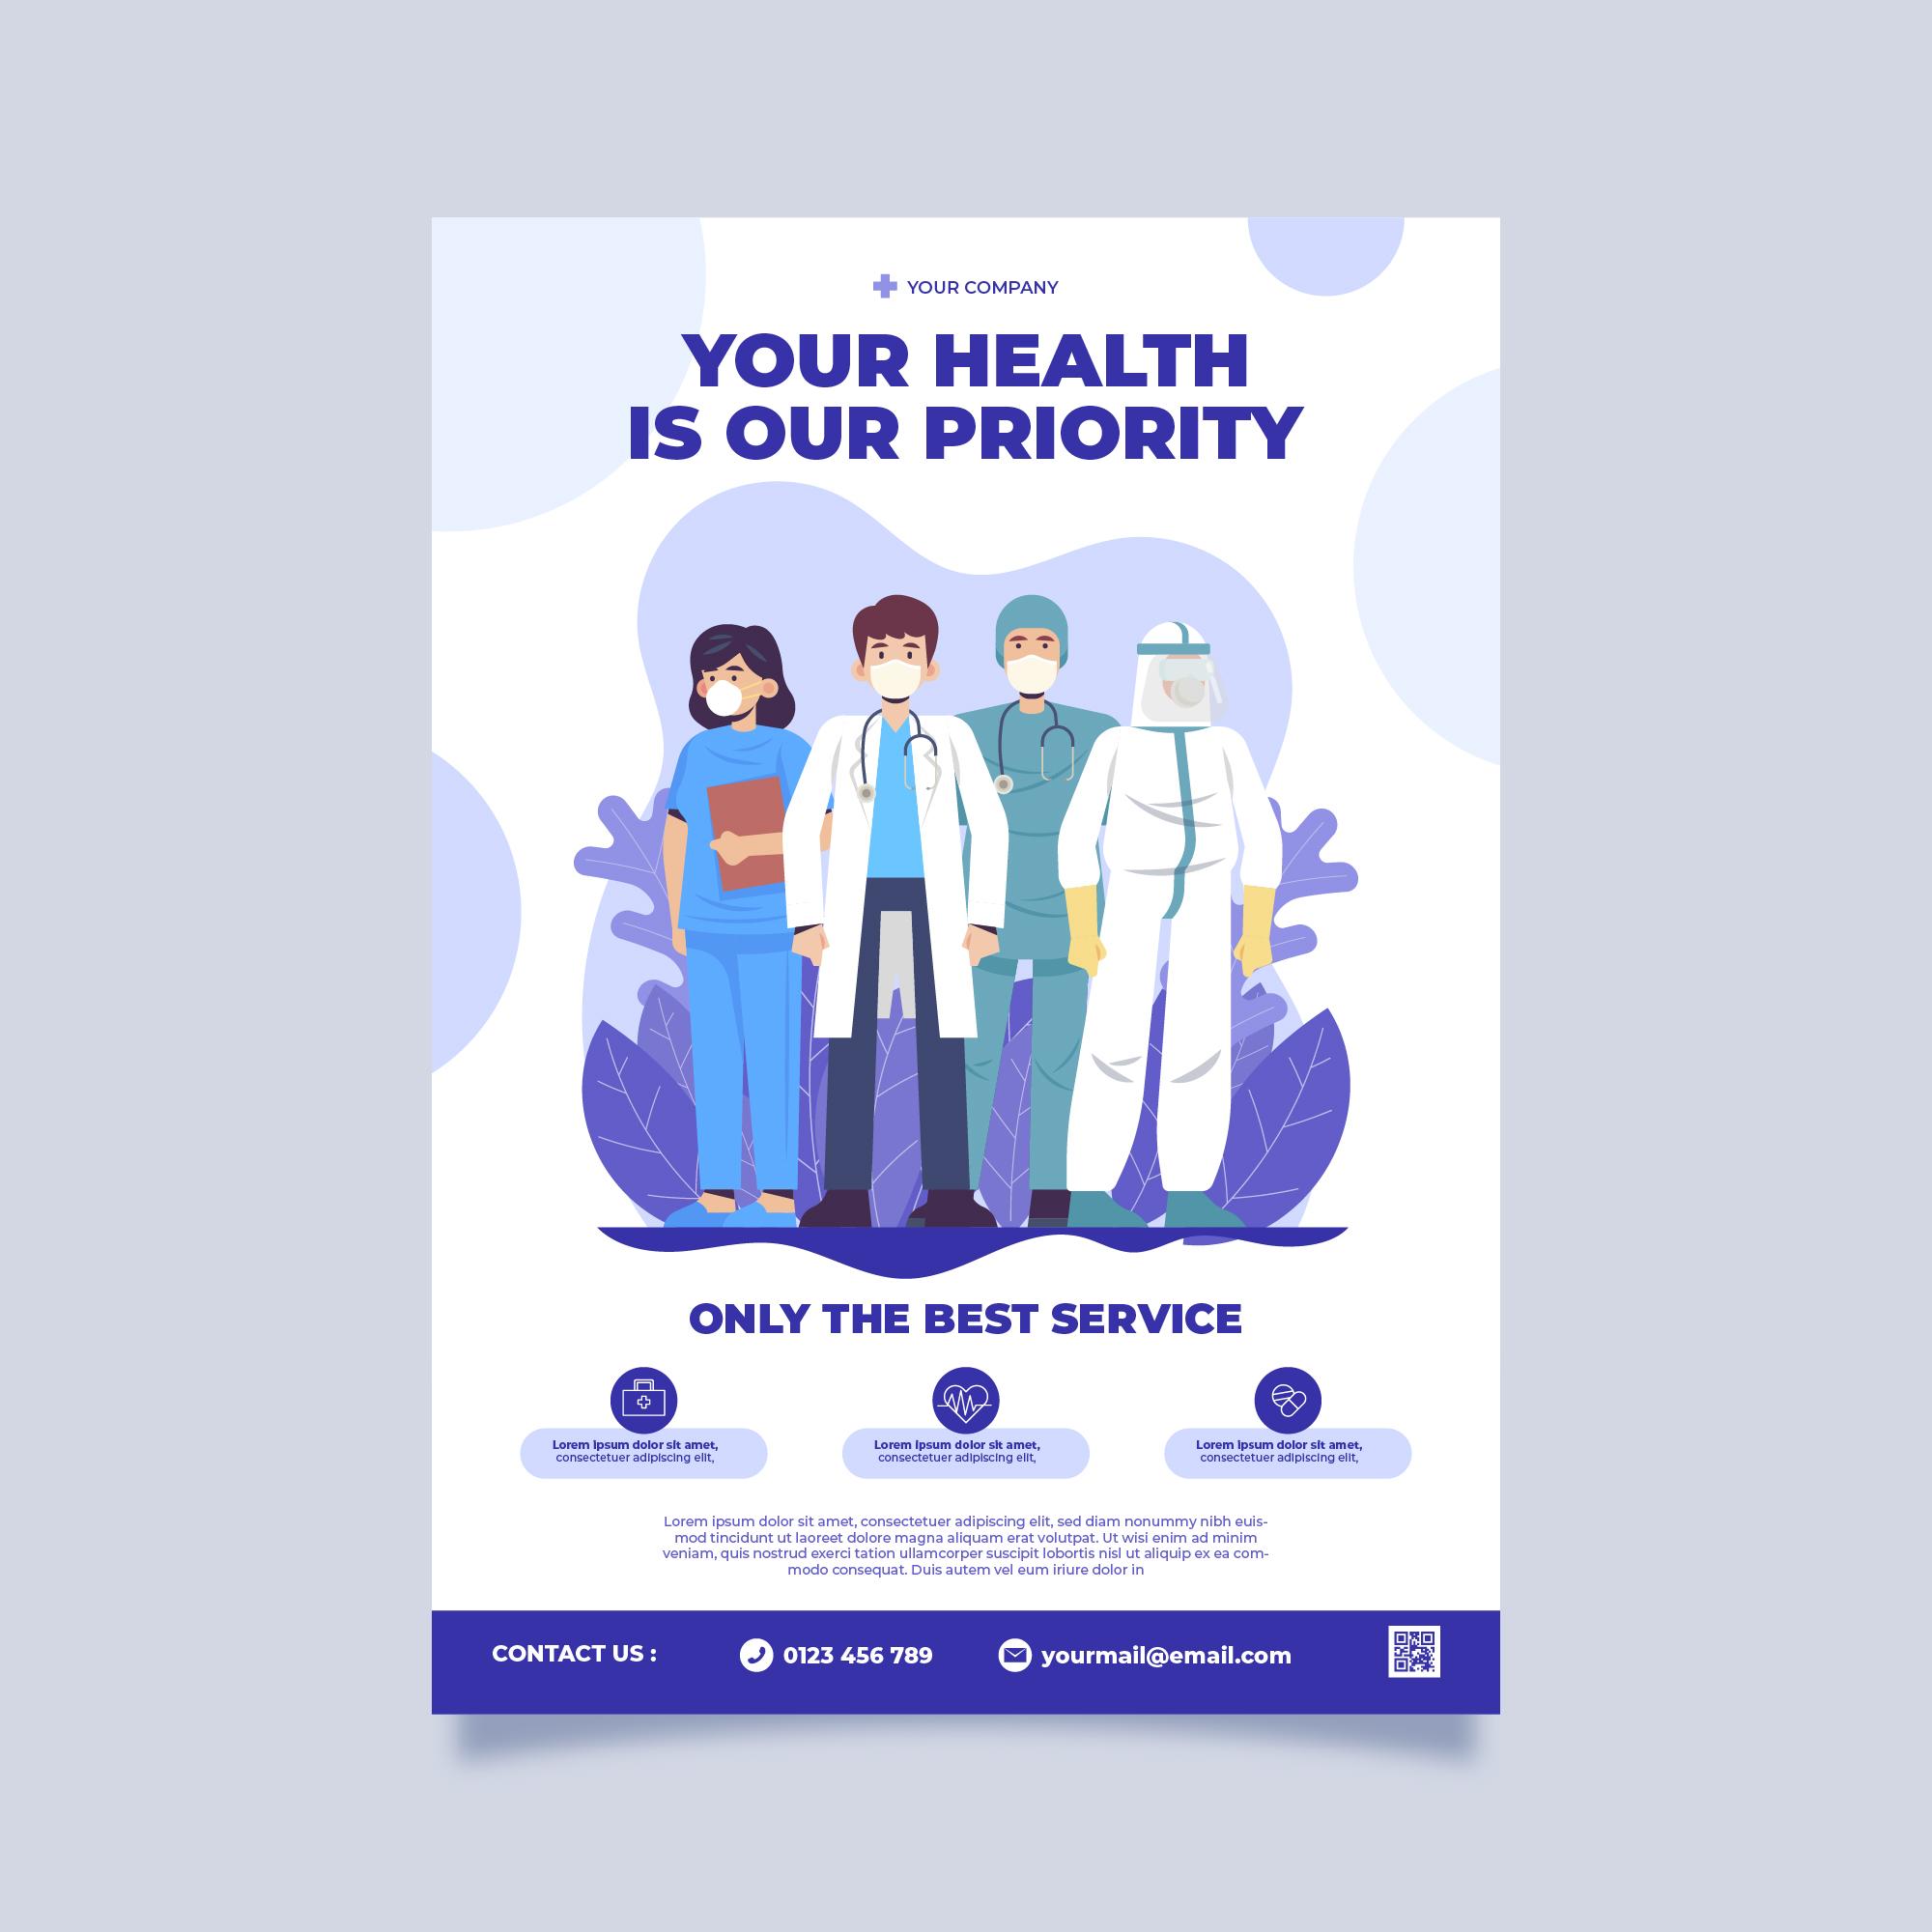 YOUR COMPANY
YOUR HEALTH
IS OUR PRIORITY
ONLY THE BEST SERVICE
Lorem ipsum dolor sit amet,
consectetuer adipiscing elit,
Lorem ipsum dolor sit amet,
consectetuer adipiscing elit,
Lorem ipsum dolor sit amet,
consectetuer adipiscing elit,
Lorem ipsum dolor sit amet, consectetuer adipiscing elit, sed diam nonummy nibh euis-
mod tincidunt ut laoreet dolore magna aliquam erat volutpat. Ut wisi enim ad minim
veniam, quis nostrud exerci tation ullamcorper suscipit lobortis nisl ut aliquip ex ea com-
modo consequat. Duis autem vel eum iriure dolor in
CONTACT US : 0123 456 789 yourmail@email.com